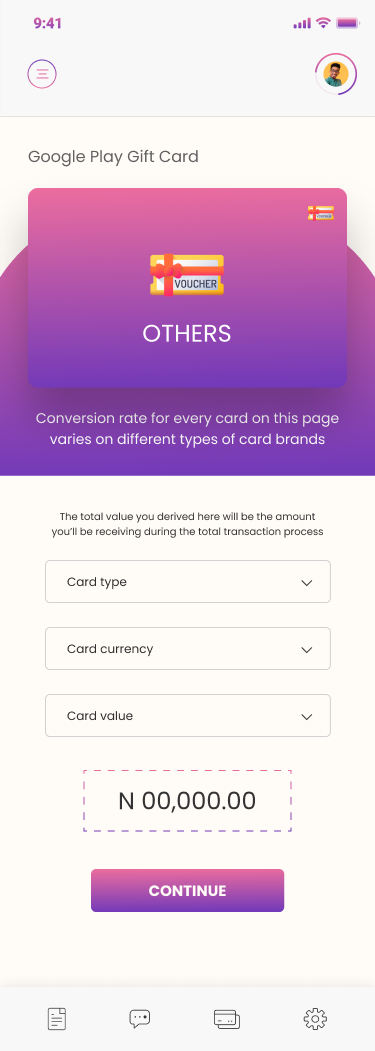 9:41
Google Play Gift Card
VOUCHER
OTHERS
Conversion rate for every card on this page
varies on different types of card brands
The total value you derived here will be the amount
you'll be receiving during the total transaction process
Card type
Card currency
Card value
N 00,000.00
CONTINUE